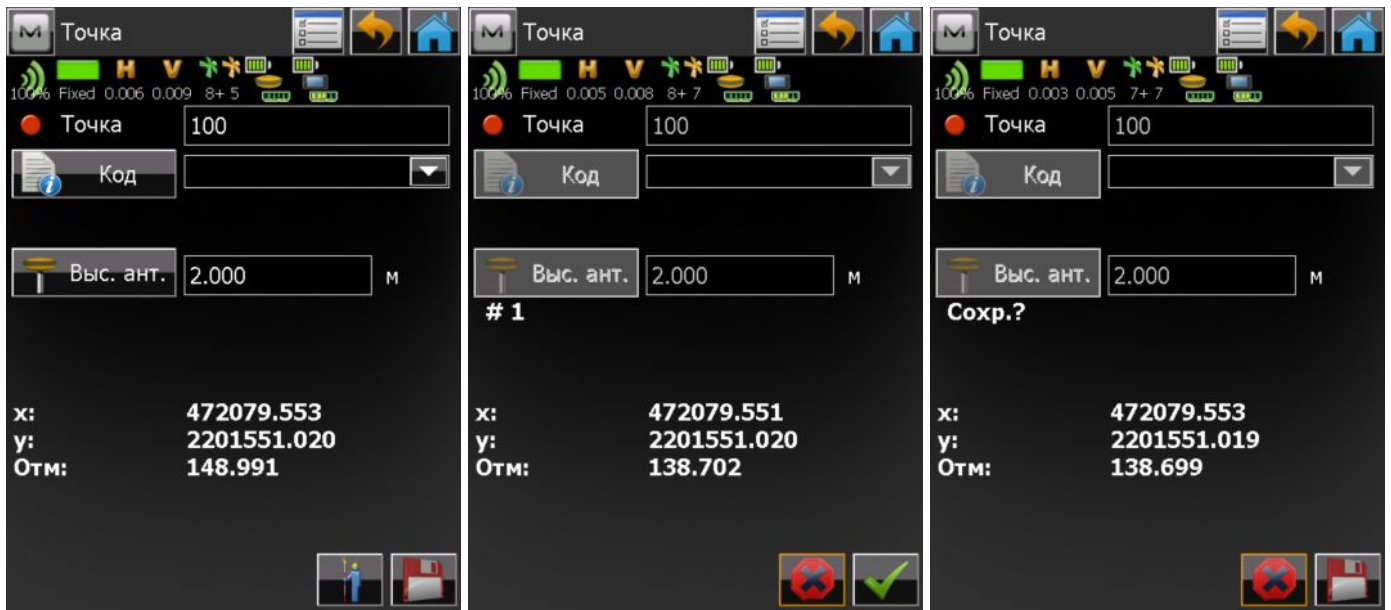 Точка
H V
100% Fixed 0.006 0.009 8+ 5
Точка 100
Код
Выс. ант. 2.000 м
x: 472079.553
y: 2201551.020
Отм: 148.991
Точка
H V
100% Fixed 0.005 0.008 8+ 7
Точка 100
Код
Выс. ант. 2.000 м
# 1
x: 472079.551
y: 2201551.020
Отм: 138.702
Точка
H V
100% Fixed 0.003 0.005 7+ 7
Точка 100
Код
Выс. ант. 2.000 м
Сохр.?
x: 472079.553
y: 2201551.019
Отм: 138.699